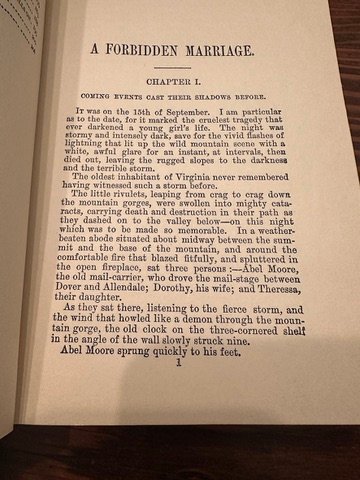 A FORBIDDEN MARRIAGE.
CHAPTER I.
COMING EVENTS CAST THEIR SHADOWS BEFORE.
It was on the 15th of September. I am particular
as to the date, for it marked the cruelest tragedy that
ever darkened a young girl's life. The night was
stormy and intensely dark, save for the vivid flashes of
lightning that lit up the wild mountain scene with a
white, awful glare for an instant, at intervals, then
died out, leaving the rugged slopes to the darkness
and the terrible storm.
The oldest inhabitant of Virginia never remembered
having witnessed such a storm before.
The little rivulets, leaping from crag to crag down
the mountain gorges, were swollen into mighty cata-
racts, carrying death and destruction in their path as
they dashed on to the valley below—on this night
which was to be made so memorable. In a weather-
beaten abode situated about midway between the sum-
mit and the base of the mountain, and around the
comfortable fire that blazed fitfully, and spluttered in
the open fireplace, sat three persons :—Abel Moore,
the old mail-carrier, who drove the mail-stage between
Dover and Allendale; Dorothy, his wife; and Theressa,
their daughter.
As they sat there, listening to the fierce storm, and
the wind that howled like a demon through the moun-
tain gorge, the old clock on the three-cornered shelf
in the angle of the wall slowly struck nine.
Abel Moore sprung quickly to his feet.
1